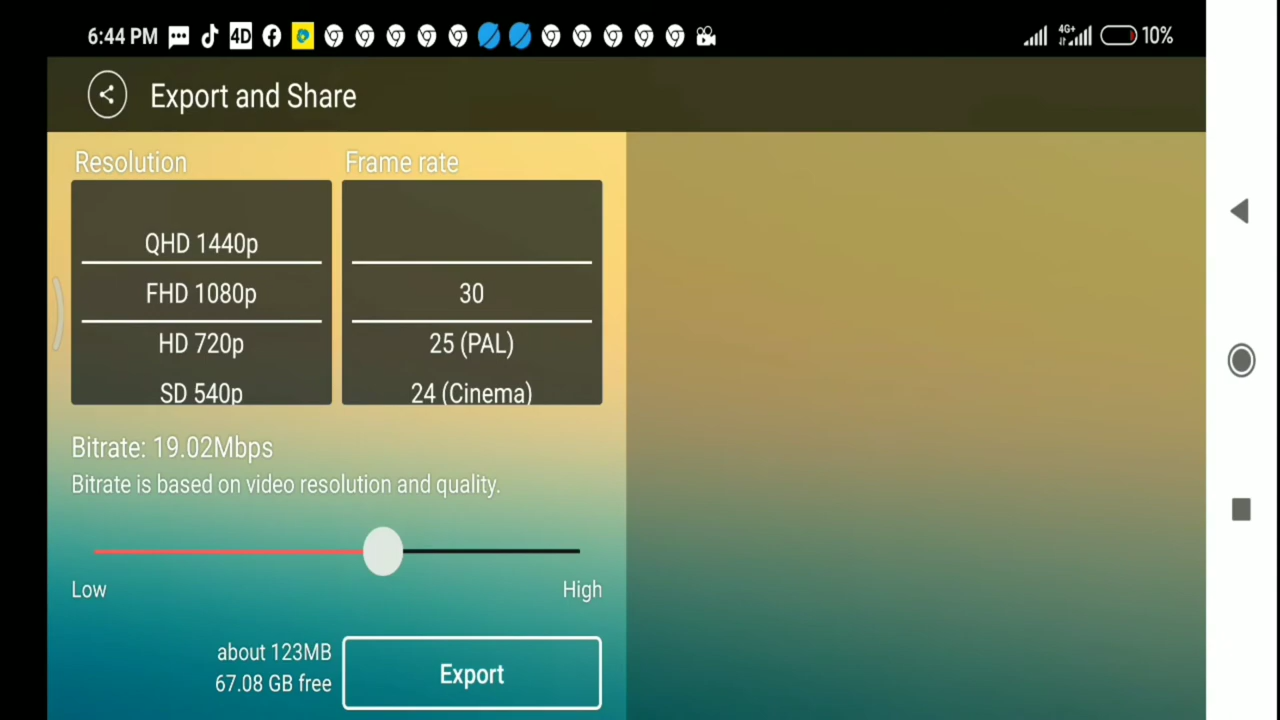 6:44 PM 4D 4G+ 10%
Export and Share
Resolution Frame rate
QHD 1440p
FHD 1080p 30
HD 720p 25 (PAL)
SD 540p 24 (Cinema)
Bitrate: 19.02Mbps
Bitrate is based on video resolution and quality.
Low High
about 123MB
67.08 GB free
Export